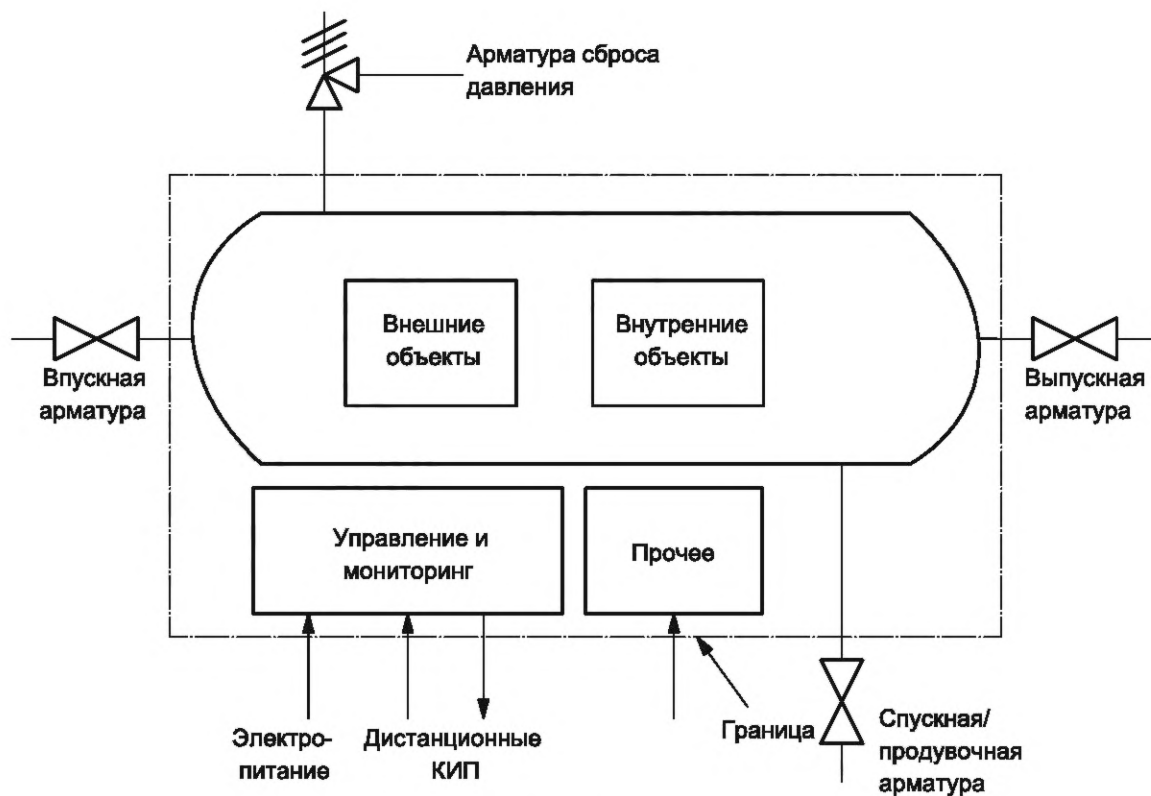 Арматура сброса
давления
Внешние
объекты
Внутренние
объекты
Впускная
арматура
Выпускная
арматура
Управление и
мониторинг
Прочее
Электро-
питание
Дистанционные
КИП
Граница
Спускная/
продувочная
арматура